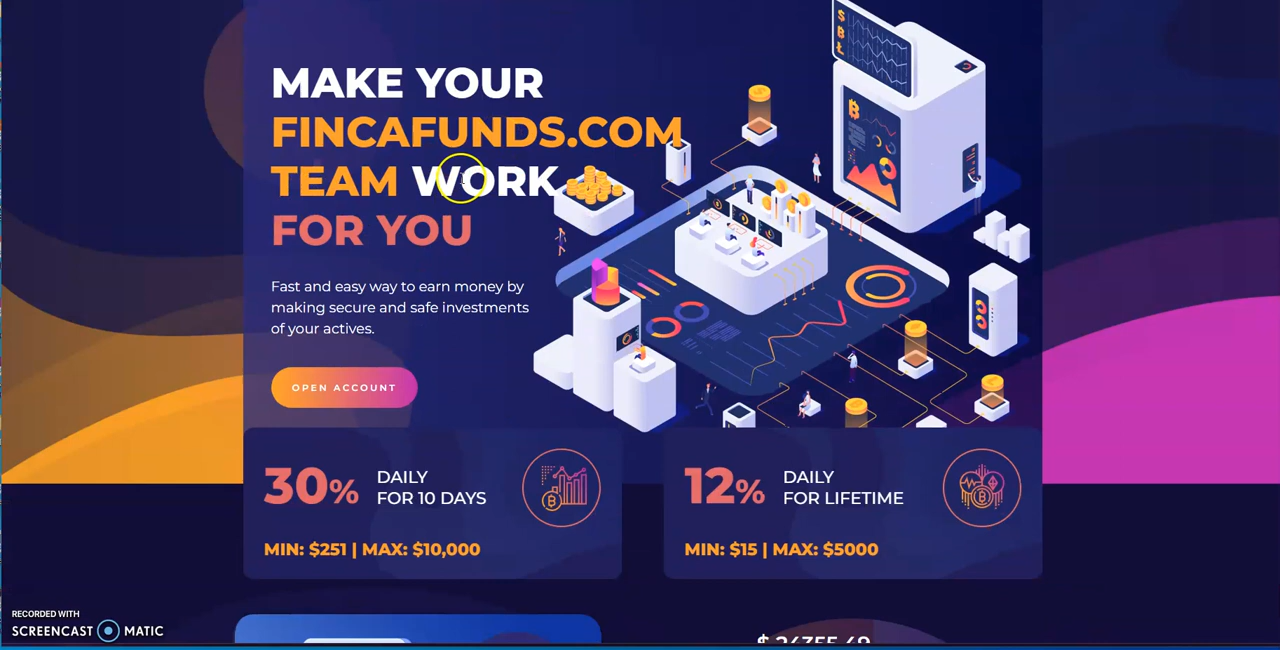 MAKE YOUR
FINCAFUNDS.COM
TEAM WORK
FOR YOU
Fast and easy way to earn money by
making secure and safe investments
of your actives.
OPEN ACCOUNT
30% DAILY
FOR 10 DAYS
MIN: $251 | MAX: $10,000
12% DAILY
FOR LIFETIME
MIN: $15 | MAX: $5000
RECORDED WITH
SCREENCAST MATIC